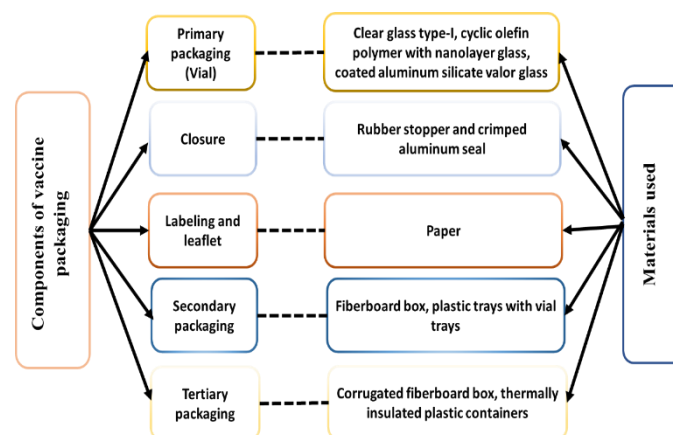 Components of vaccine
packaging
Primary
packaging
(Vial)
Clear glass type-I, cyclic olefin
polymer with nanolayer glass,
coated aluminum silicate valor glass
Closure
Rubber stopper and crimped
aluminum seal
Labeling and
leaflet
Paper
Secondary
packaging
Fiberboard box, plastic trays with vial
trays
Tertiary
packaging
Corrugated fiberboard box, thermally
insulated plastic containers
Materials used